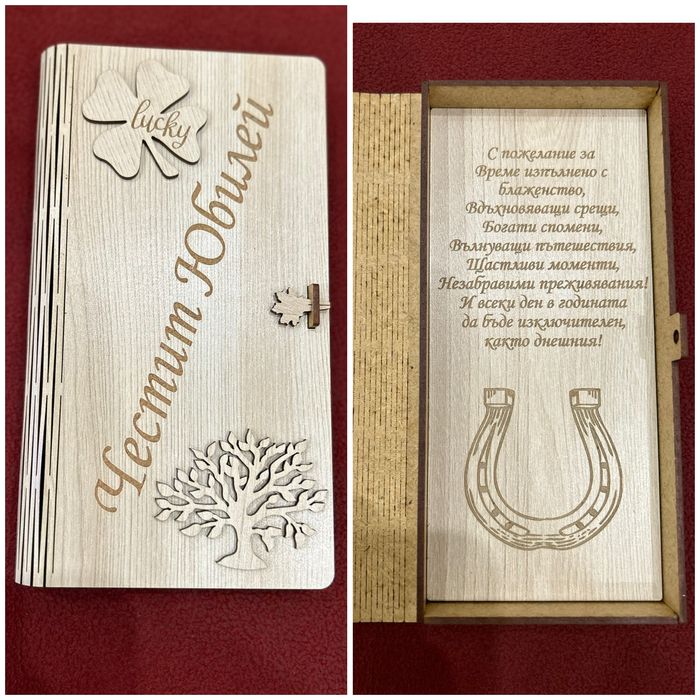 lucky
Честит Юбилей
С пожелание за
Време изпълнено с
блаженство,
Вдъхновяващи срещи,
Богати спомени,
Вълнуващи пътешествия,
Щастливи моменти,
Незабравими преживявания!
И всеки ден в годината
да бъде изключителен,
както днешния!